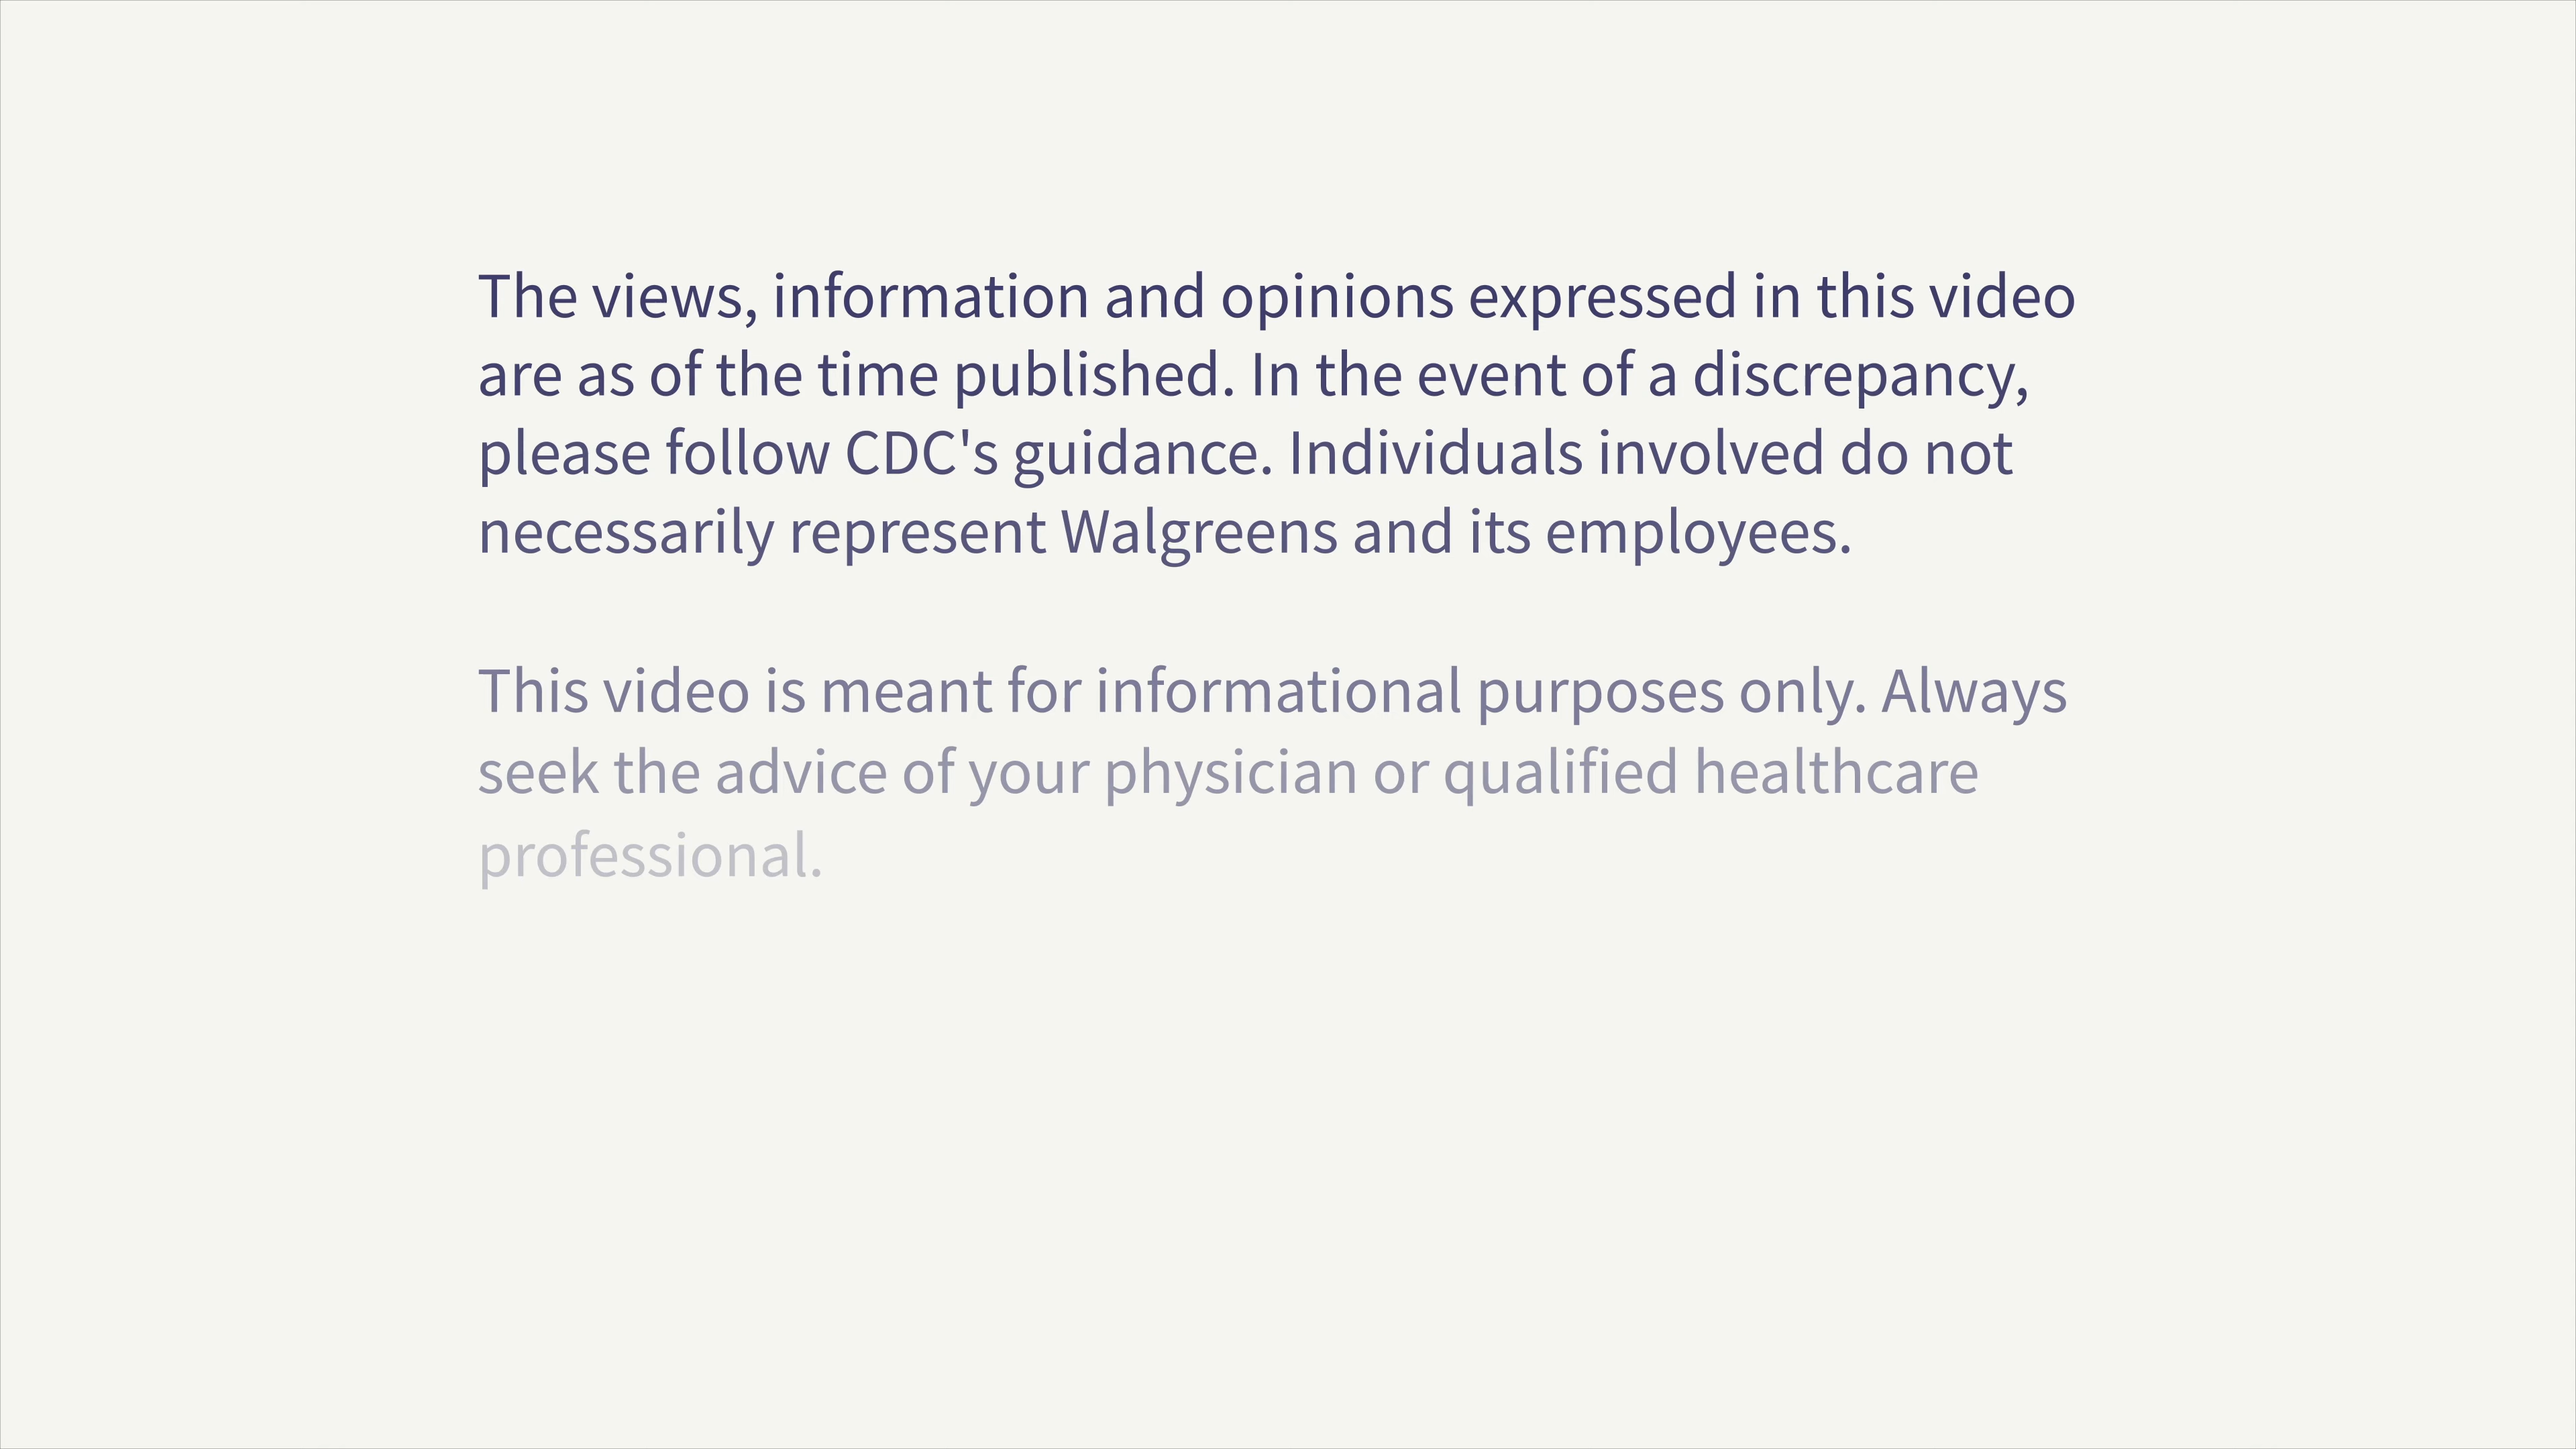 The views, information and opinions expressed in this video
are as of the time published. In the event of a discrepancy,
please follow CDC's guidance. Individuals involved do not
necessarily represent Walgreens and its employees.
This video is meant for informational purposes only. Always
seek the advice of your physician or qualified healthcare
professional.